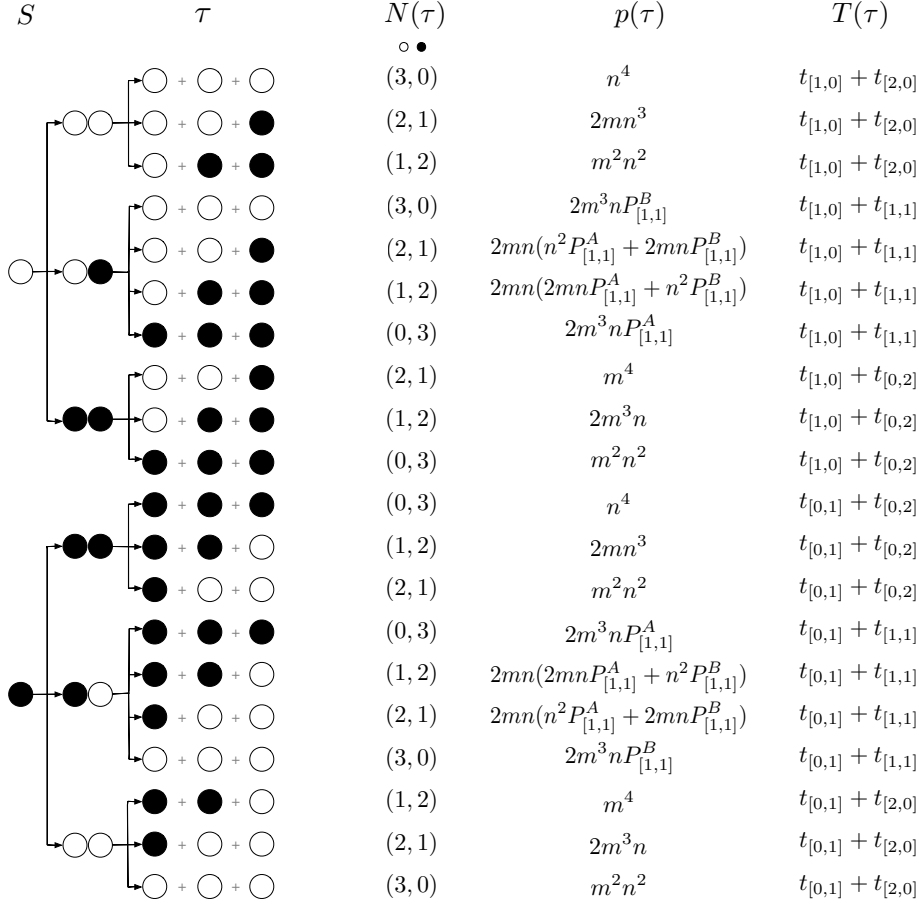 S τ N(τ) p(τ) T(τ)
+ + (3, 0) n^4 t_{[1,0]} + t_{[2,0]}
+ + (2, 1) 2mn^3 t_{[1,0]} + t_{[2,0]}
+ + (1, 2) m^2n^2 t_{[1,0]} + t_{[2,0]}
+ + (3, 0) 2m^3nP^B_{[1,1]} t_{[1,0]} + t_{[1,1]}
+ + (2, 1) 2mn(n^2P^A_{[1,1]} + 2mnP^B_{[1,1]}) t_{[1,0]} + t_{[1,1]}
+ + (1, 2) 2mn(2mnP^A_{[1,1]} + n^2P^B_{[1,1]}) t_{[1,0]} + t_{[1,1]}
+ + (0, 3) 2m^3nP^A_{[1,1]} t_{[1,0]} + t_{[1,1]}
+ + (2, 1) m^4 t_{[1,0]} + t_{[0,2]}
+ + (1, 2) 2m^3n t_{[1,0]} + t_{[0,2]}
+ + (0, 3) m^2n^2 t_{[1,0]} + t_{[0,2]}
+ + (0, 3) n^4 t_{[0,1]} + t_{[0,2]}
+ + (1, 2) 2mn^3 t_{[0,1]} + t_{[0,2]}
+ + (2, 1) m^2n^2 t_{[0,1]} + t_{[0,2]}
+ + (0, 3) 2m^3nP^A_{[1,1]} t_{[0,1]} + t_{[1,1]}
+ + (1, 2) 2mn(2mnP^A_{[1,1]} + n^2P^B_{[1,1]}) t_{[0,1]} + t_{[1,1]}
+ + (2, 1) 2mn(n^2P^A_{[1,1]} + 2mnP^B_{[1,1]}) t_{[0,1]} + t_{[1,1]}
+ + (3, 0) 2m^3nP^B_{[1,1]} t_{[0,1]} + t_{[1,1]}
+ + (1, 2) m^4 t_{[0,1]} + t_{[2,0]}
+ + (2, 1) 2m^3n t_{[0,1]} + t_{[2,0]}
+ + (3, 0) m^2n^2 t_{[0,1]} + t_{[2,0]}